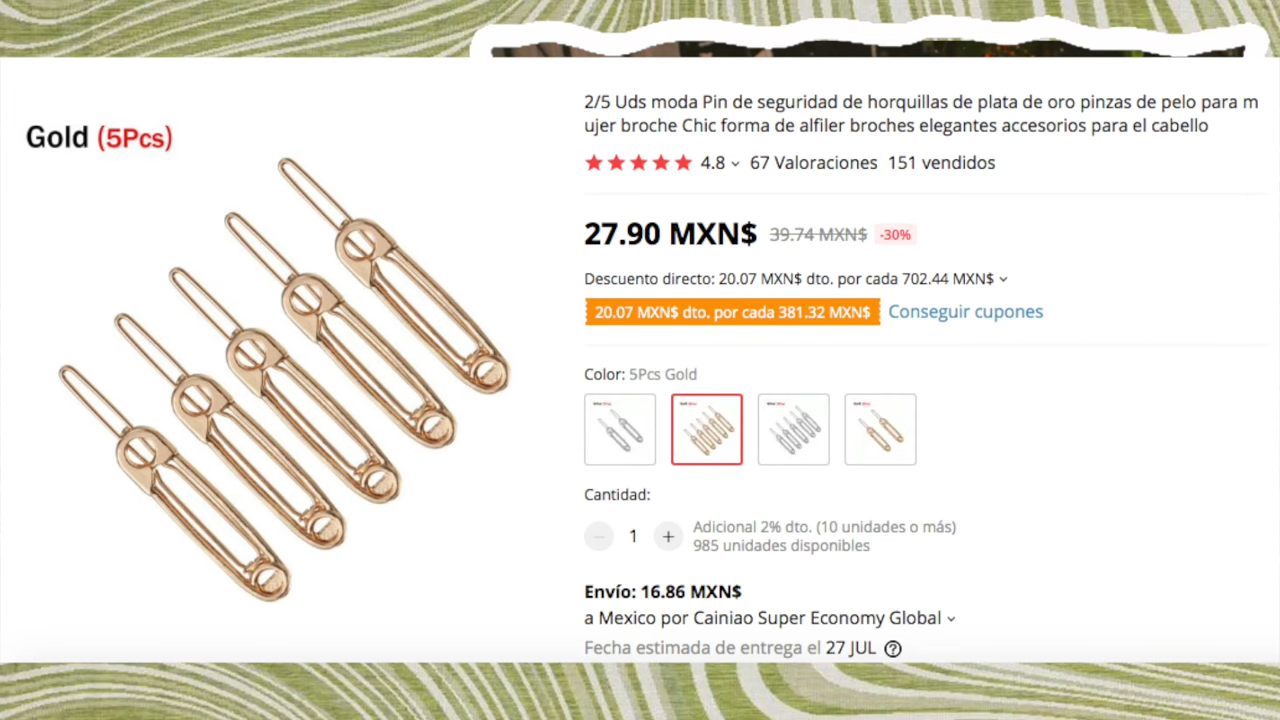 Gold (5Pcs)
2/5 Uds moda Pin de seguridad de horquillas de plata de oro pinzas de pelo para m
ujer broche Chic forma de alfiler broches elegantes accesorios para el cabello
4.8 67 Valoraciones 151 vendidos
27.90 MXN$ 39.74 MXN$ -30%
Descuento directo: 20.07 MXN$ dto. por cada 702.44 MXN$
20.07 MXN$ dto. por cada 381.32 MXN$ Conseguir cupones
Color: 5Pcs Gold
Cantidad:
1 + Adicional 2% dto. (10 unidades o más)
985 unidades disponibles
Envío: 16.86 MXN$
a Mexico por Cainiao Super Economy Global
Fecha estimada de entrega el 27 JUL ?